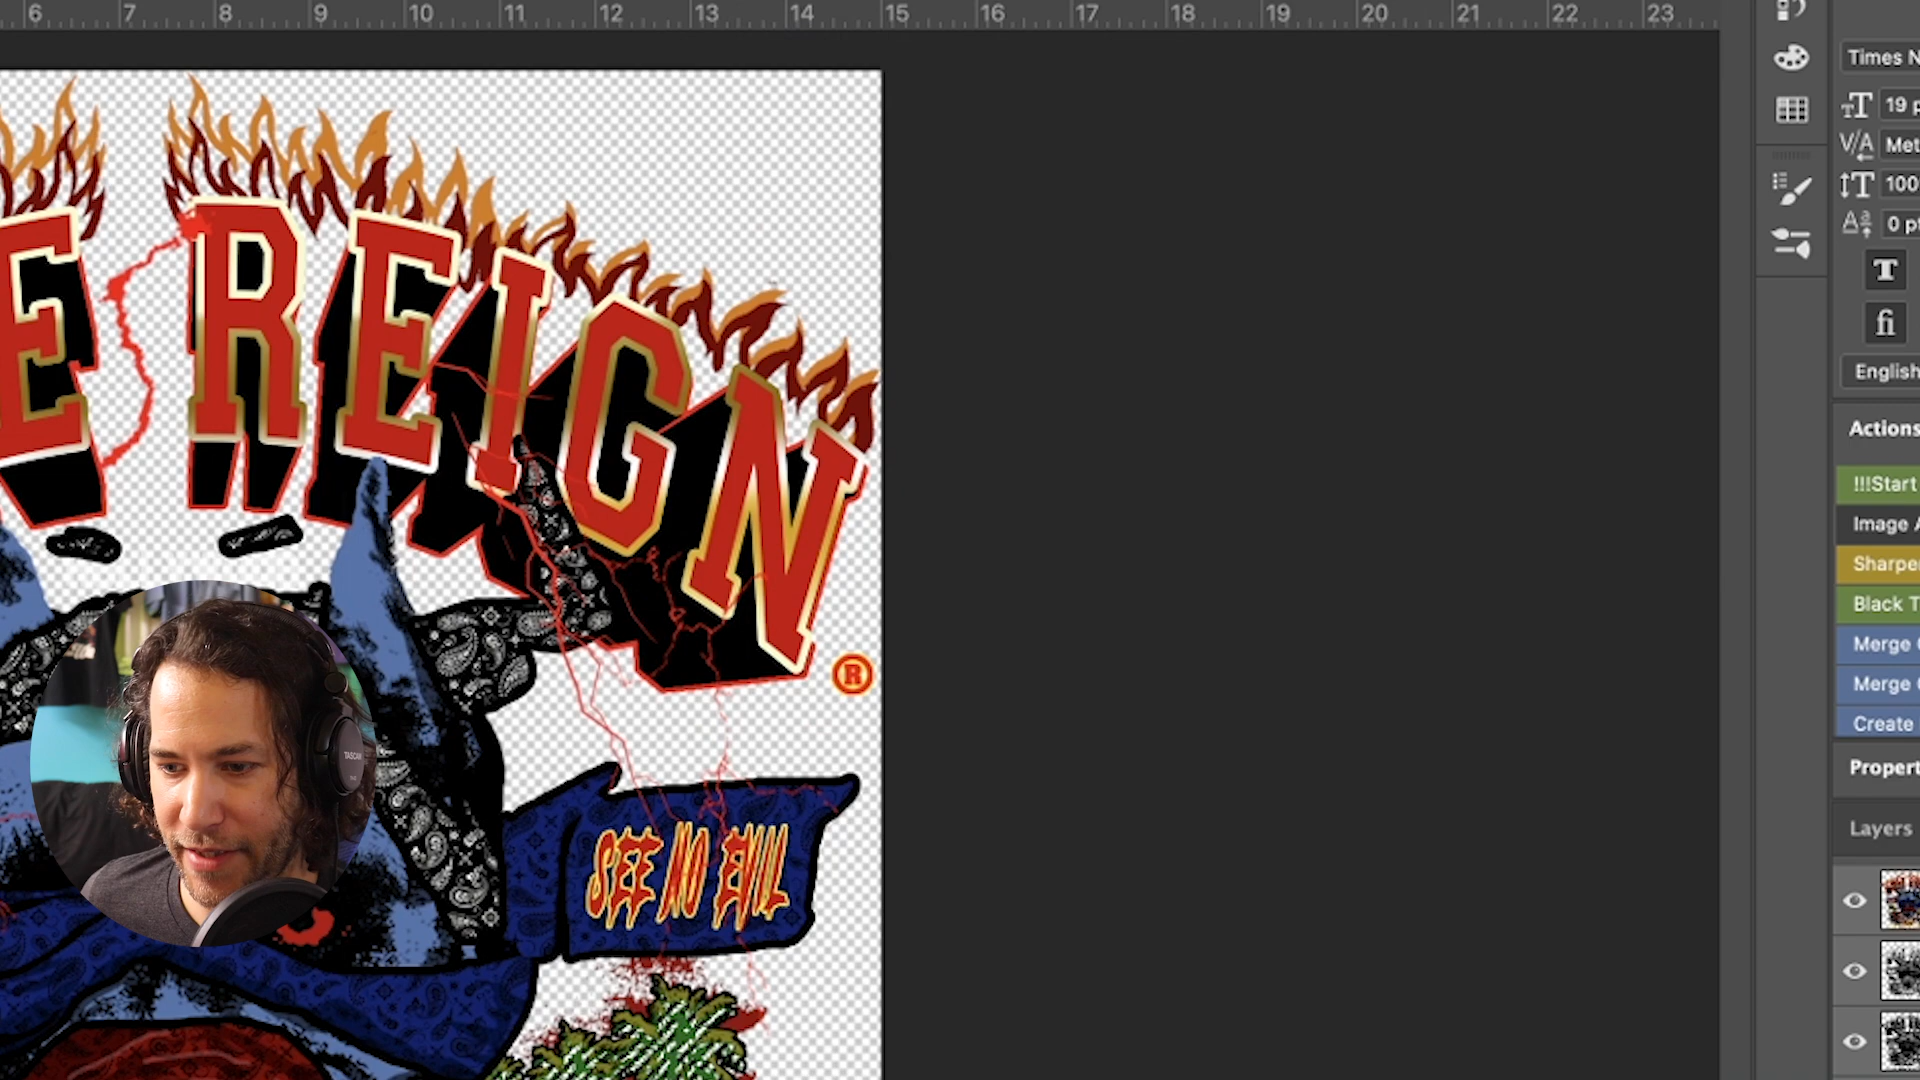 6 7 8 9 10 11 12 13 14 15 16 17 18 19 20 21 22 23
Times N
19 p
Met
100
0 p
T
fi
English
E REIGN
®
SEE NO EVIL
Actions
!!!Start
Image A
Sharpe
Black T
Merge
Merge
Create
Propert
Layers
TASCAM